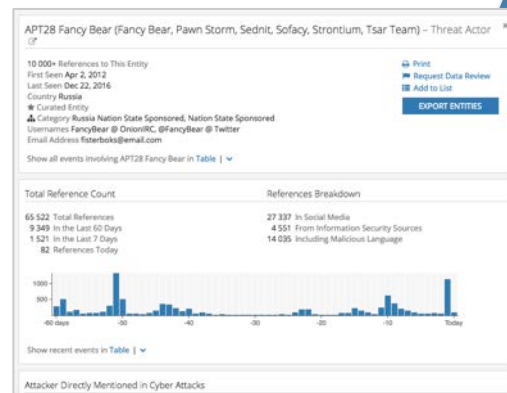 APT28 Fancy Bear (Fancy Bear, Pawn Storm, Sednit, Sofacy, Strontium, Tsar Team) – Threat Actor
10 000+ References to This Entity
First Seen Apr 2, 2012
Last Seen Dec 22, 2016
Country Russia
Curated Entity
Category Russia Nation State Sponsored, Nation State Sponsored
Usernames FancyBear @ OnionIRC, @FancyBear @ Twitter
Email Address fisterboks@email.com
Show all events involving APT28 Fancy Bear in Table |
Print
Request Data Review
Add to List
EXPORT ENTITIES
Total Reference Count
65 522 Total References
9 349 In the Last 60 Days
1 521 In the Last 7 Days
82 References Today
References Breakdown
27 337 In Social Media
4 551 From Information Security Sources
14 035 Including Malicious Language
1000
500
-60 days
-50
-40
-30
-20
-10
Today
Show recent events in Table |
Attacker Directly Mentioned in Cyber Attacks